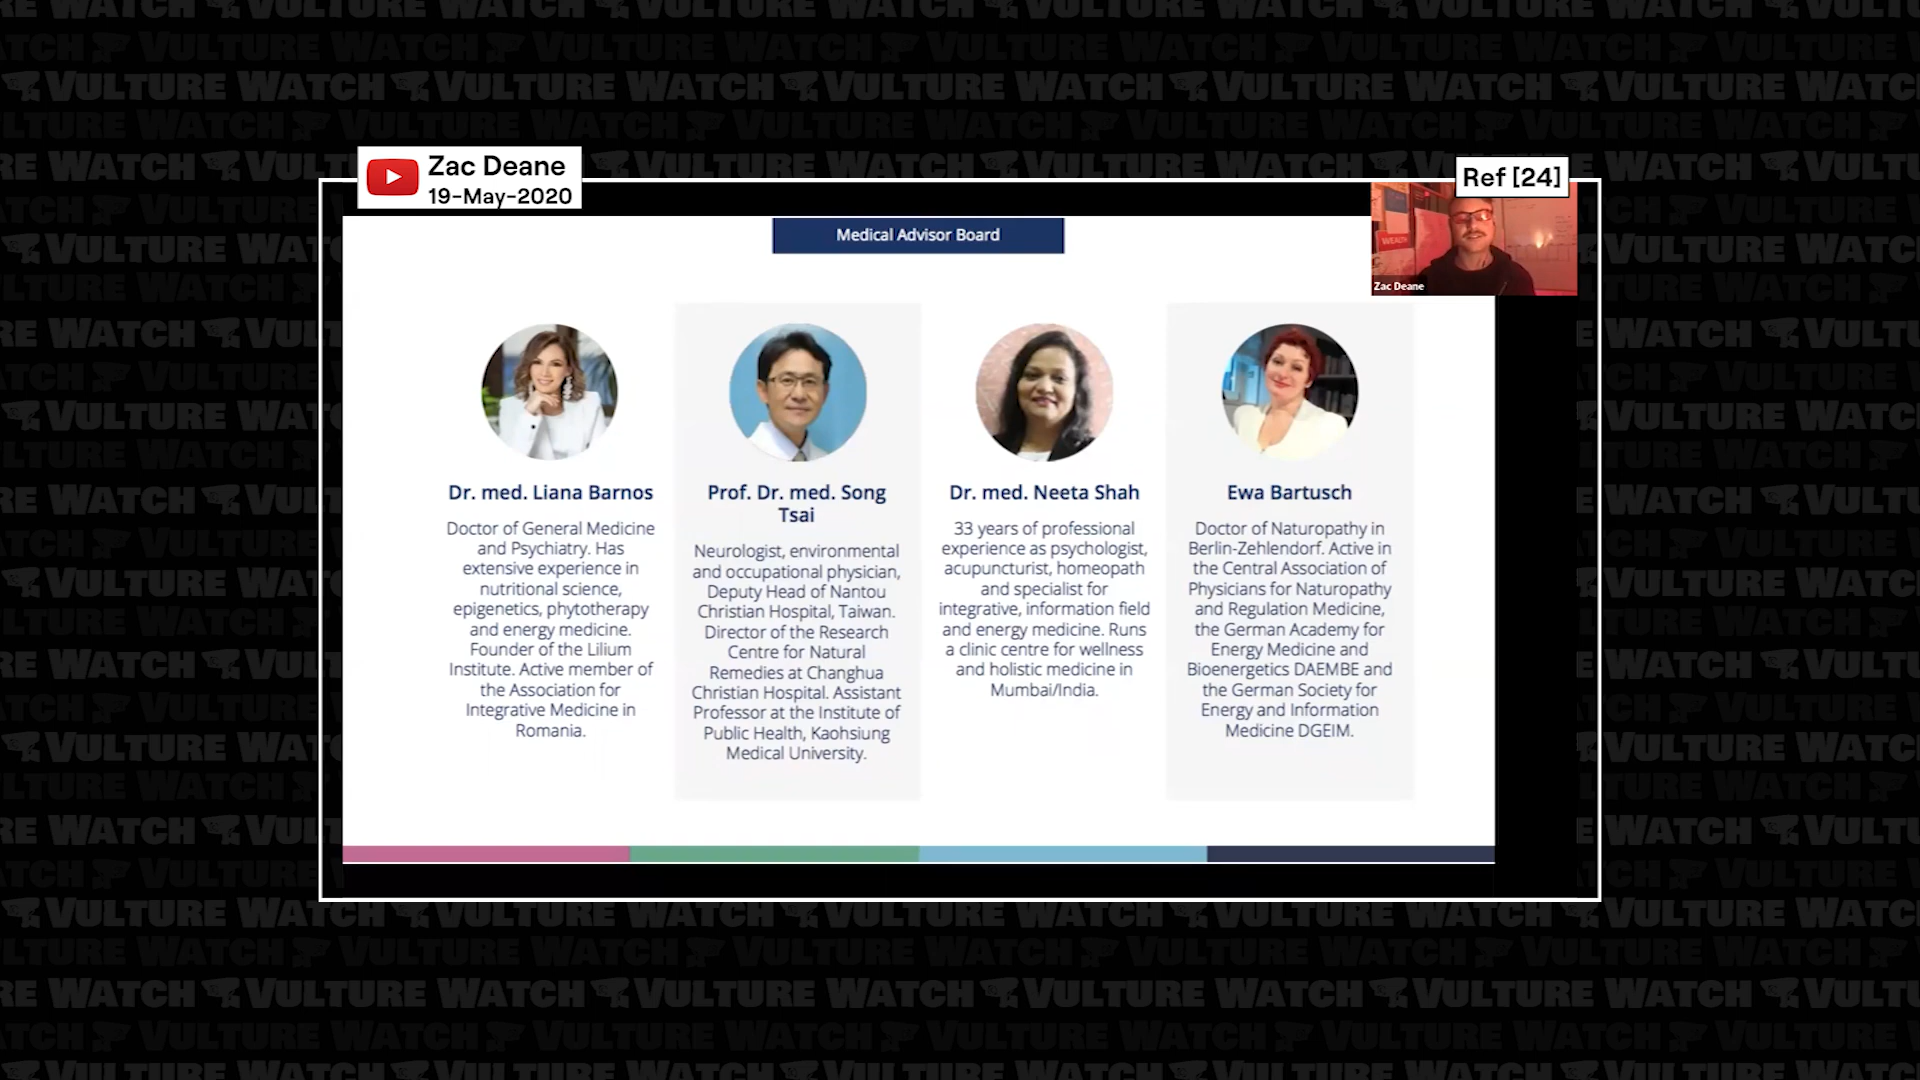 VULTURE WATCH
Zac Deane
19-May-2020
Ref [24]
Medical Advisor Board
WEALTH
Zac Deane
Dr. med. Liana Barnos
Doctor of General Medicine
and Psychiatry. Has
extensive experience in
nutritional science,
epigenetics, phytotherapy
and energy medicine.
Founder of the Lilium
Institute. Active member of
the Association for
Integrative Medicine in
Romania.
Prof. Dr. med. Song
Tsai
Neurologist, environmental
and occupational physician,
Deputy Head of Nantou
Christian Hospital, Taiwan.
Director of the Research
Centre for Natural
Remedies at Changhua
Christian Hospital. Assistant
Professor at the Institute of
Public Health, Kaohsiung
Medical University.
Dr. med. Neeta Shah
33 years of professional
experience as psychologist,
acupuncturist, homeopath
and specialist for
integrative, information field
and energy medicine. Runs
a clinic centre for wellness
and holistic medicine in
Mumbai/India.
Ewa Bartusch
Doctor of Naturopathy in
Berlin-Zehlendorf. Active in
the Central Association of
Physicians for Naturopathy
and Regulation Medicine,
the German Academy for
Energy Medicine and
Bioenergetics DAEMBE and
the German Society for
Energy and Information
Medicine DGEIM.